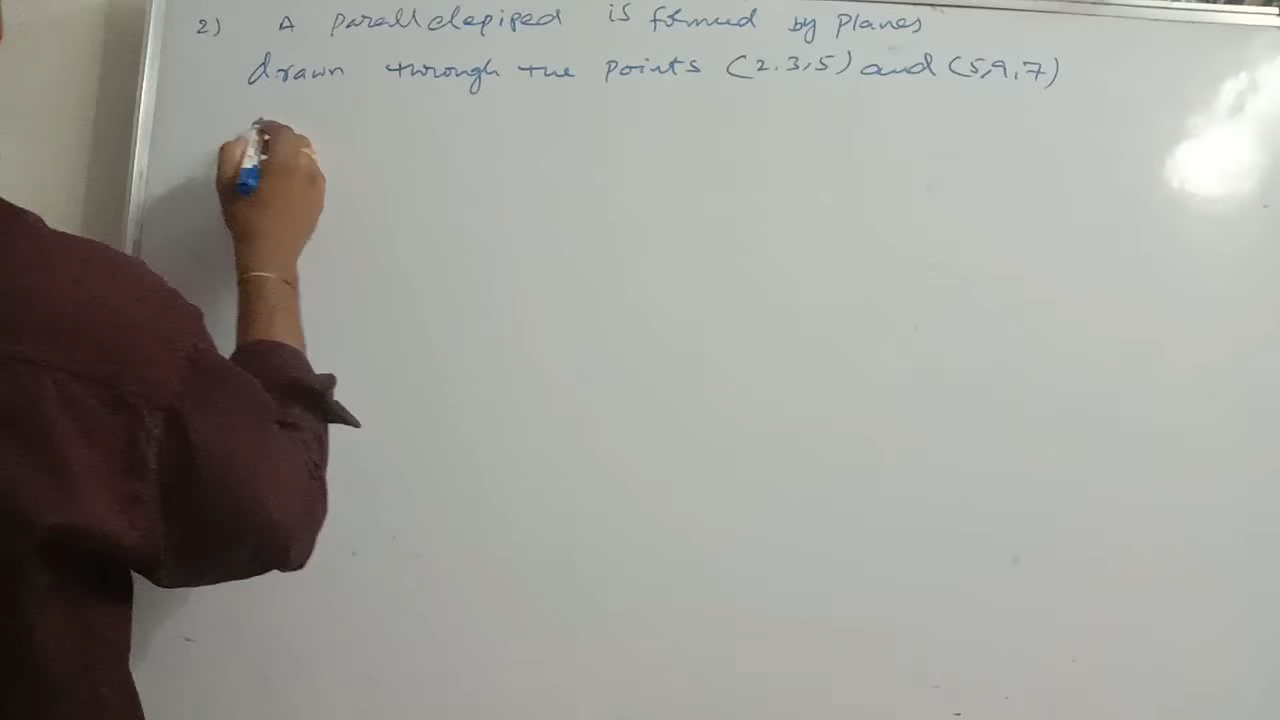 2) A parallelepiped is formed by planes
drawn through the points (2,3,5) and (5,9,7)